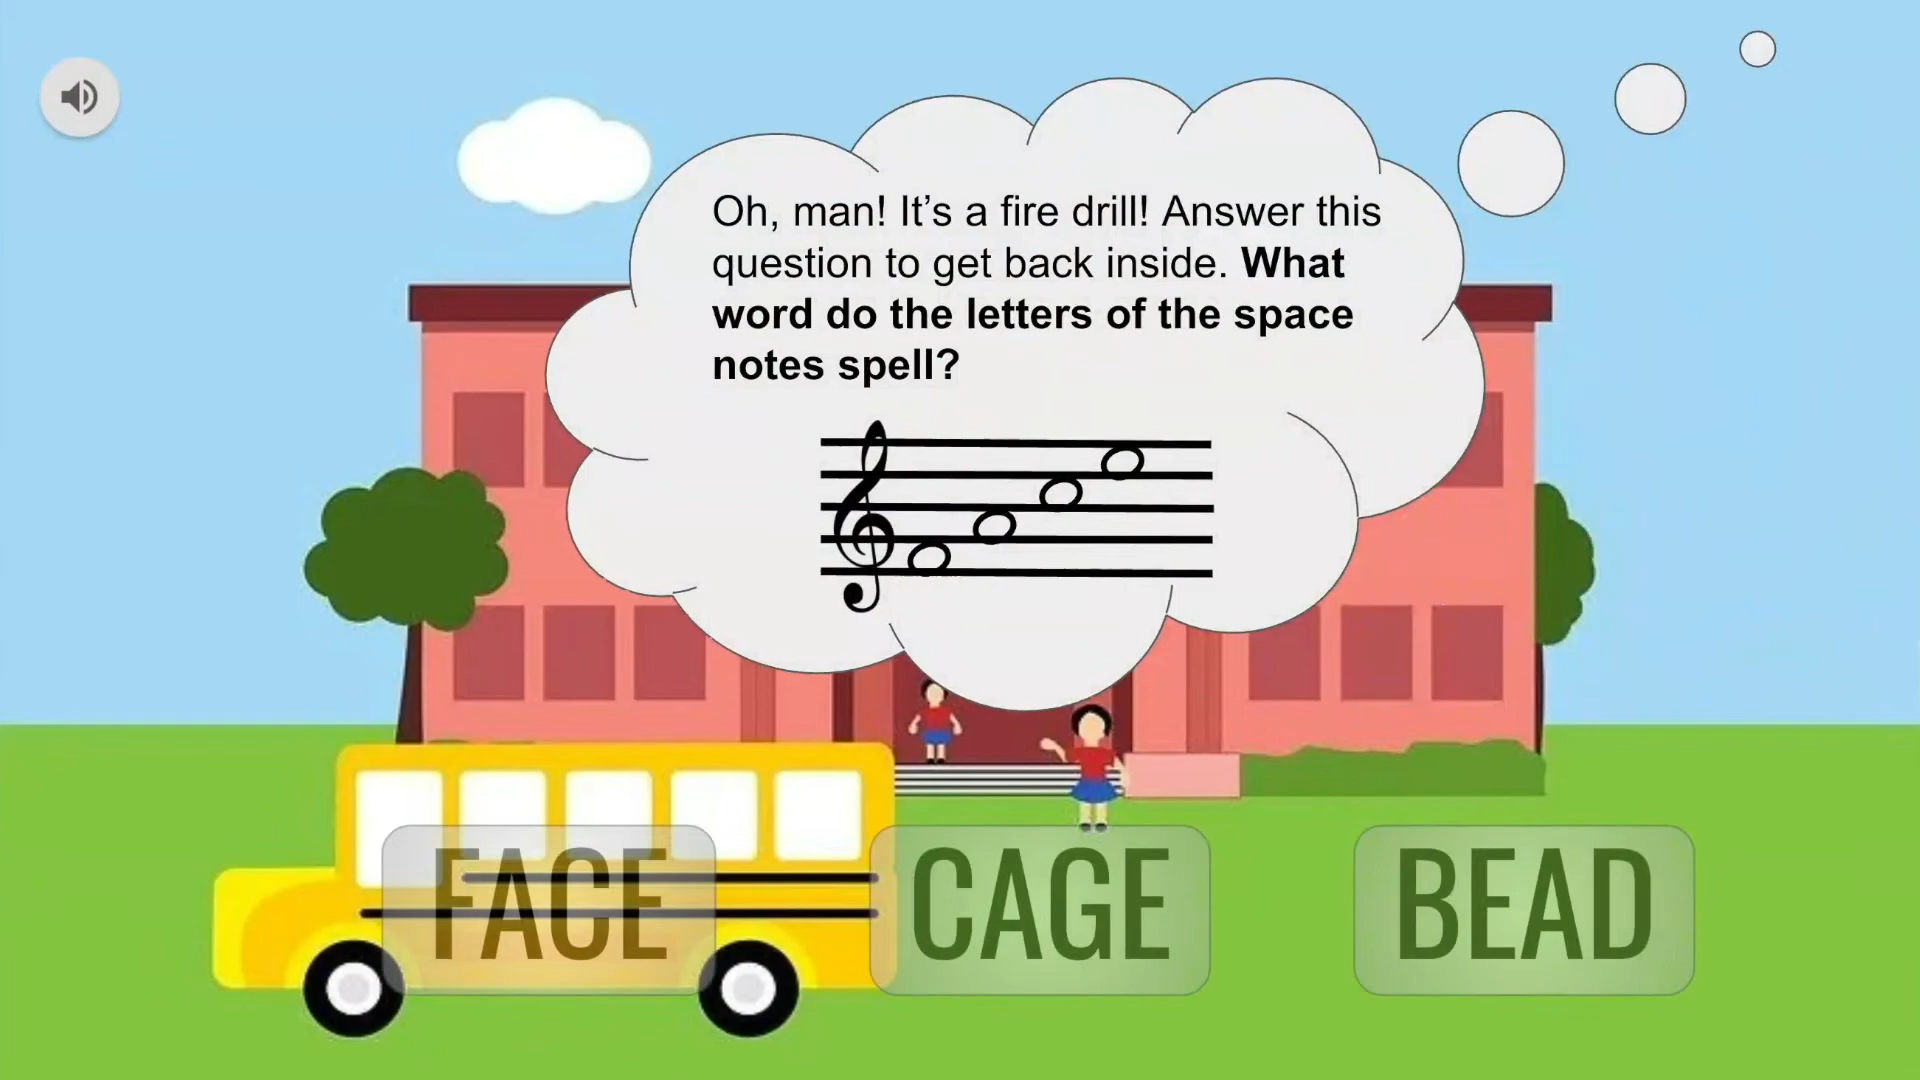 Oh, man! It’s a fire drill! Answer this
question to get back inside. What
word do the letters of the space
notes spell?
FACE
CAGE
BEAD